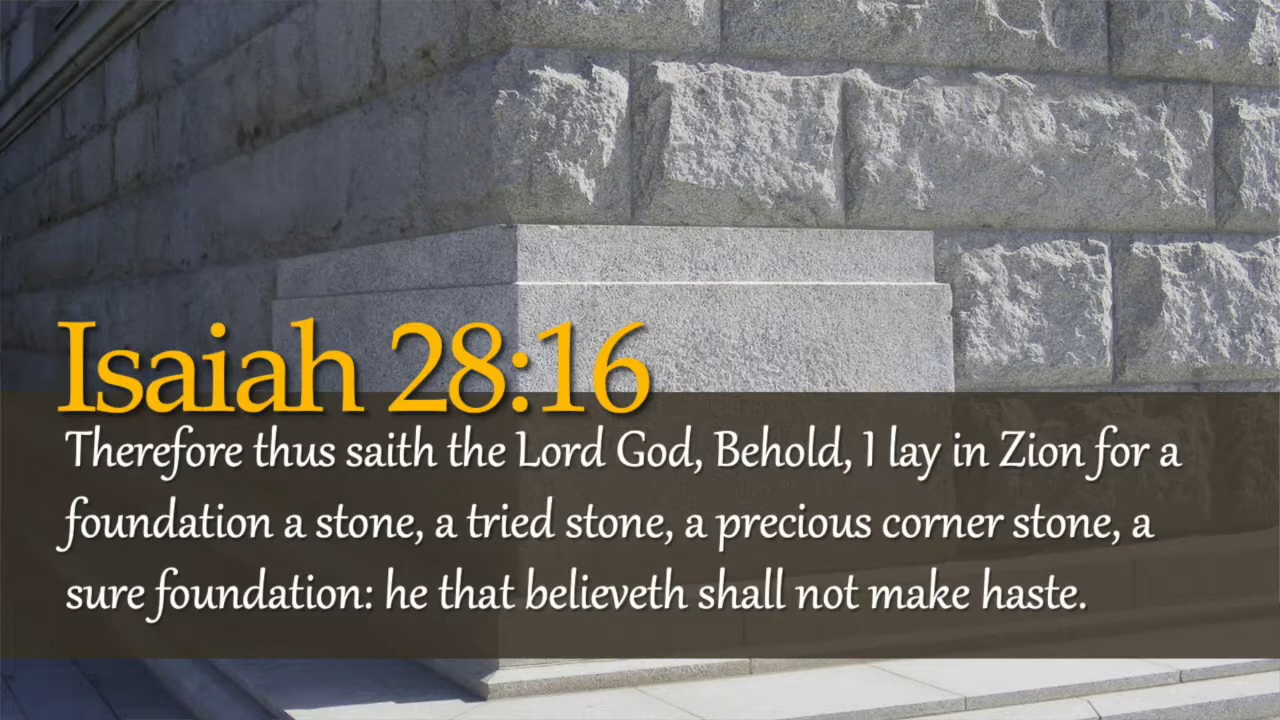 Isaiah 28:16
Therefore thus saith the Lord God, Behold, I lay in Zion for a
foundation a stone, a tried stone, a precious corner stone, a
sure foundation: he that believeth shall not make haste.